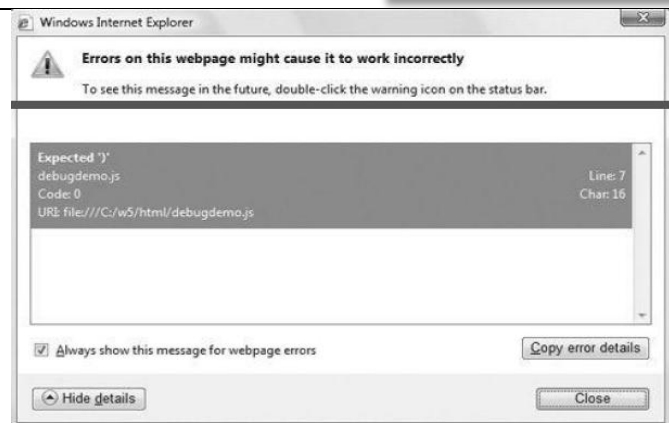 Windows Internet Explorer
Errors on this webpage might cause it to work incorrectly
To see this message in the future, double-click the warning icon on the status bar.
Expected ')'
debugdemo.js Line: 7
Code: 0 Char: 16
URI: file:///C:/w5/html/debugdemo.js
Always show this message for webpage errors
Copy error details
Hide details
Close